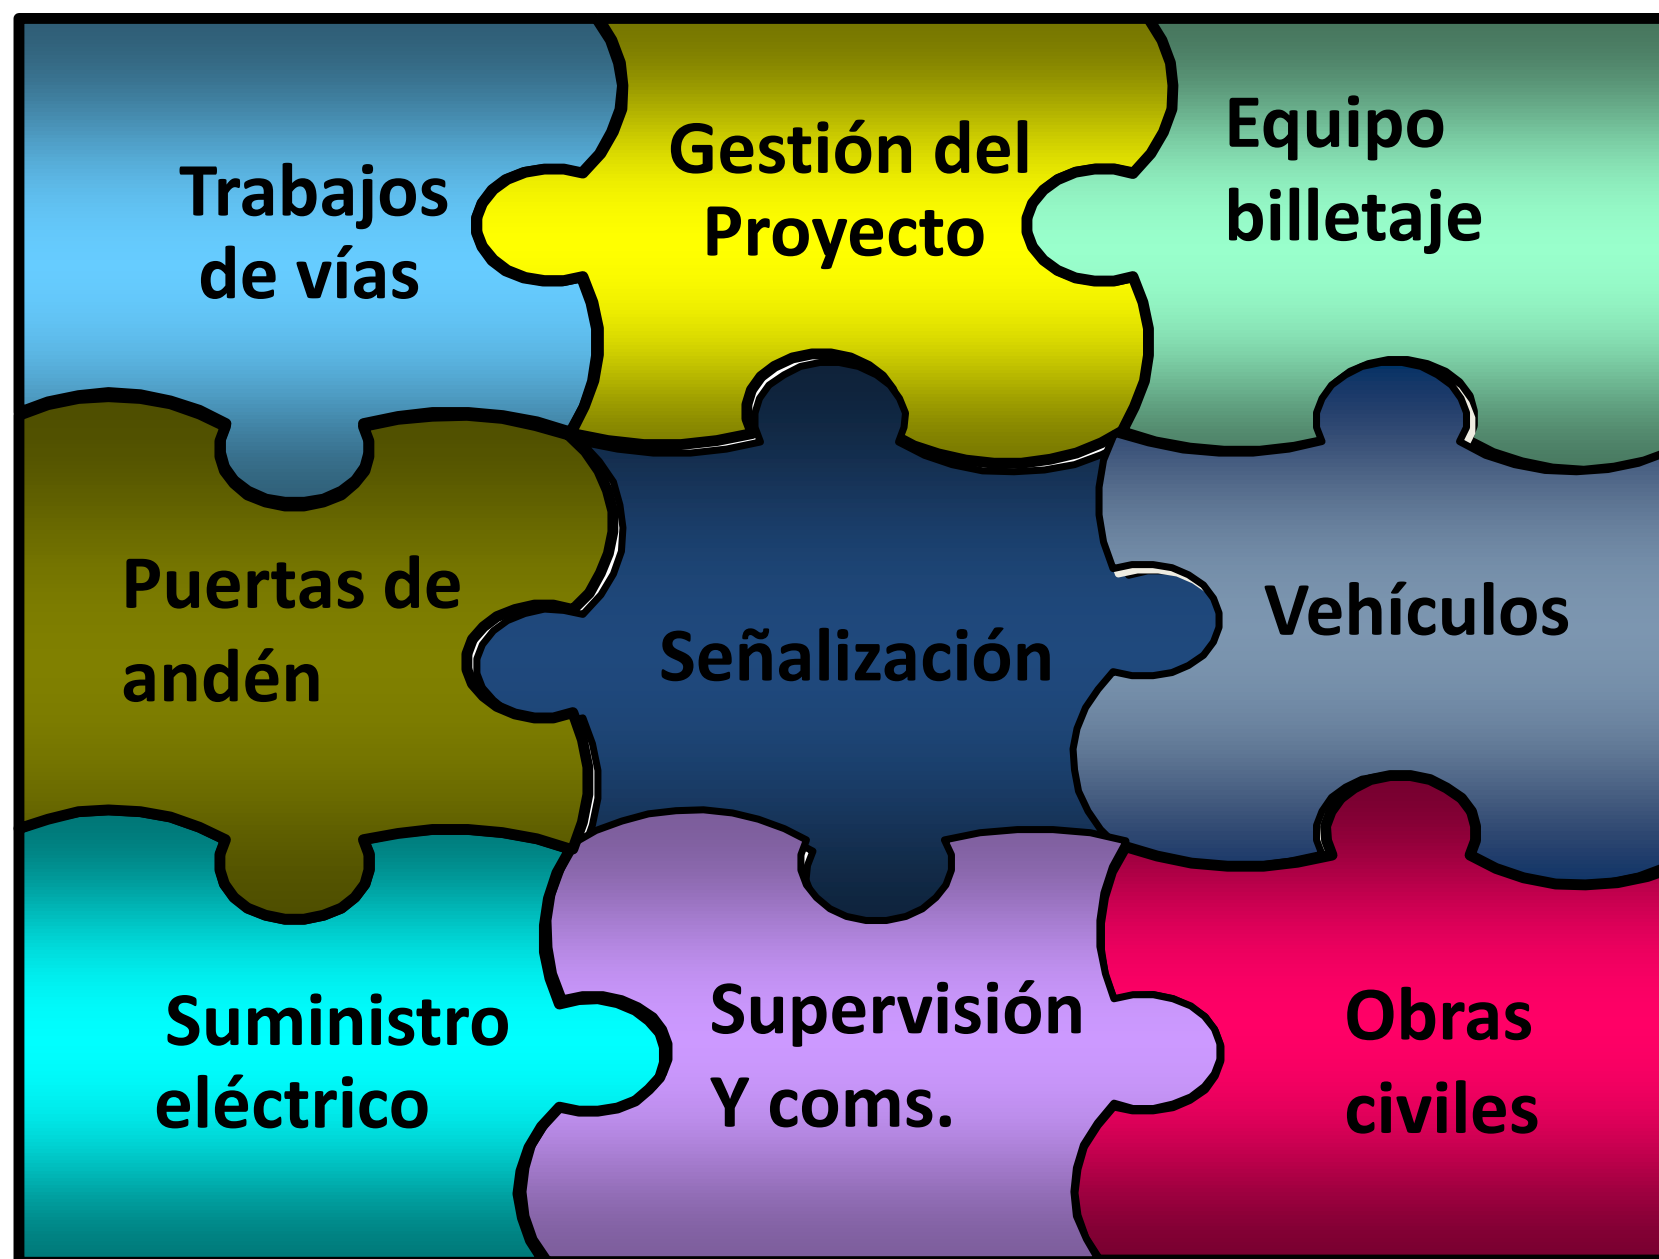 Trabajos
de vías
Gestión del
Proyecto
Equipo
billetaje
Puertas de
andén
Señalización
Vehículos
Suministro
eléctrico
Supervisión
Y coms.
Obras
civiles